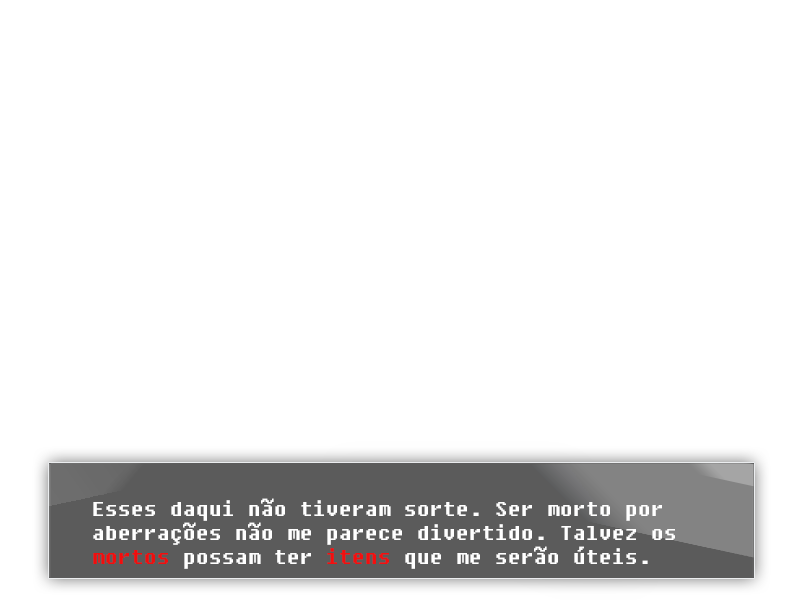 Esses daqui não tiveram sorte. Ser morto por
aberrações não me parece divertido. Talvez os
mortos possam ter itens que me serão úteis.